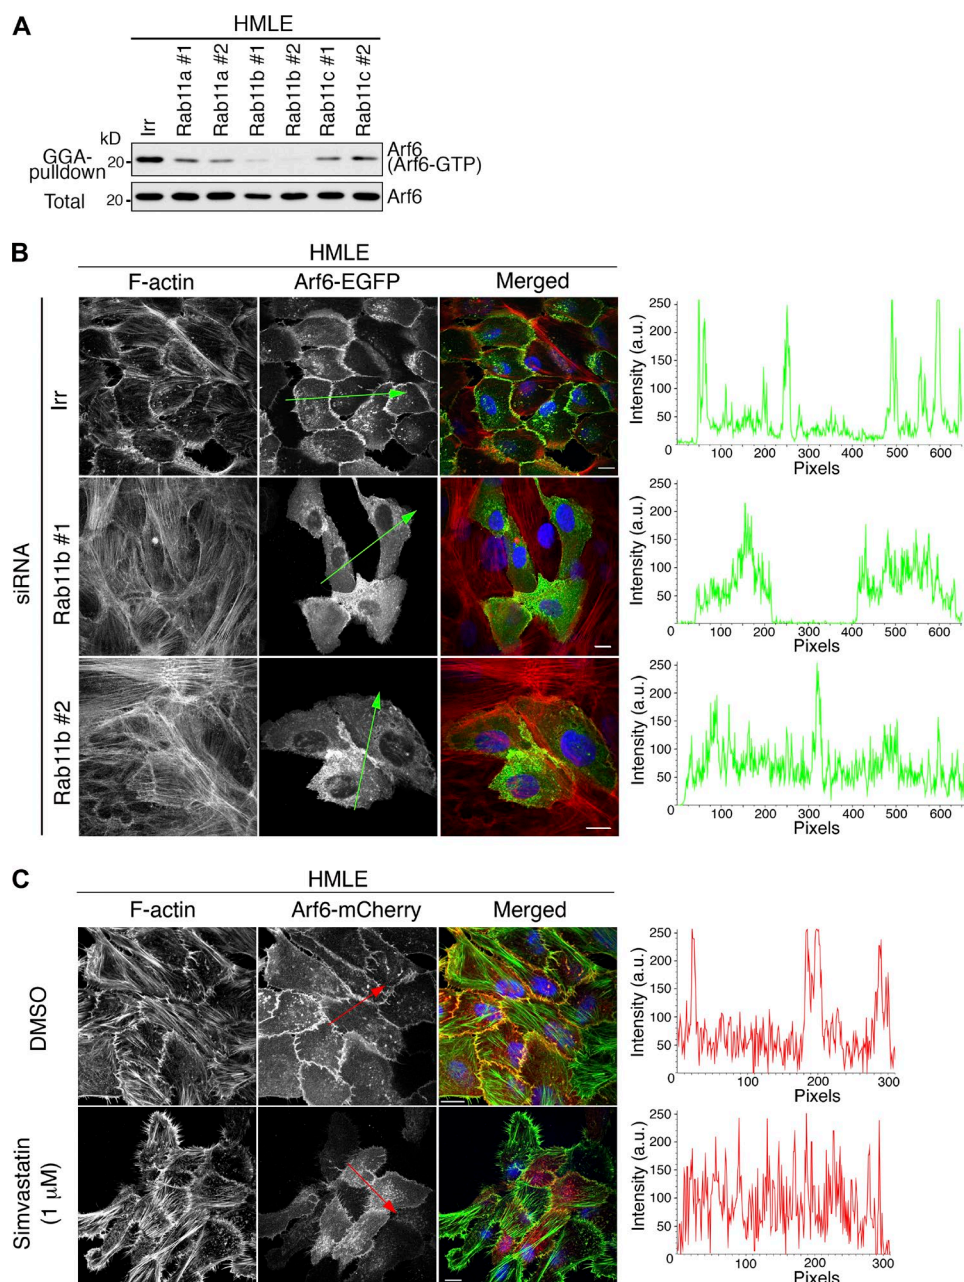 A
HMLE
Irr
Rab11a #1
Rab11a #2
Rab11b #1
Rab11b #2
Rab11c #1
Rab11c #2
kD
GGA-
pulldown
20
Arf6
(Arf6-GTP)
Total
20
Arf6
B
HMLE
F-actin
Arf6-EGFP
Merged
siRNA
Irr
Intensity (a.u.)
250
200
150
100
50
0
100 200 300 400 500 600
Pixels
Rab11b #1
Intensity (a.u.)
250
200
150
100
50
0
100 200 300 400 500 600
Pixels
Rab11b #2
Intensity (a.u.)
250
200
150
100
50
0
100 200 300 400 500 600
Pixels
C
HMLE
F-actin
Arf6-mCherry
Merged
DMSO
Intensity (a.u.)
250
200
150
100
50
0
100 200 300
Pixels
Simvastatin
(1 µM)
Intensity (a.u.)
250
200
150
100
50
0
100 200 300
Pixels